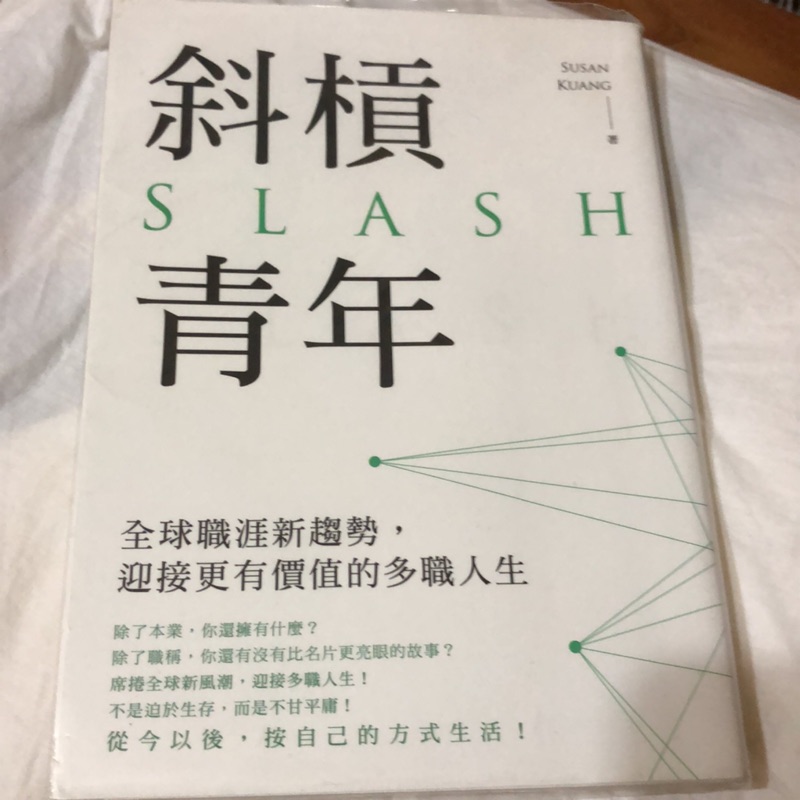 斜槓
SLASH
青年
SUSAN
KUANG
著
全球職涯新趨勢，
迎接更有價值的多職人生
除了本業，你還擁有什麼？
除了職稱，你還有沒有比名片更亮眼的故事？
席捲全球新風潮，迎接多職人生！
不是迫於生存，而是不甘平庸！
從今以後，按自己的方式生活！